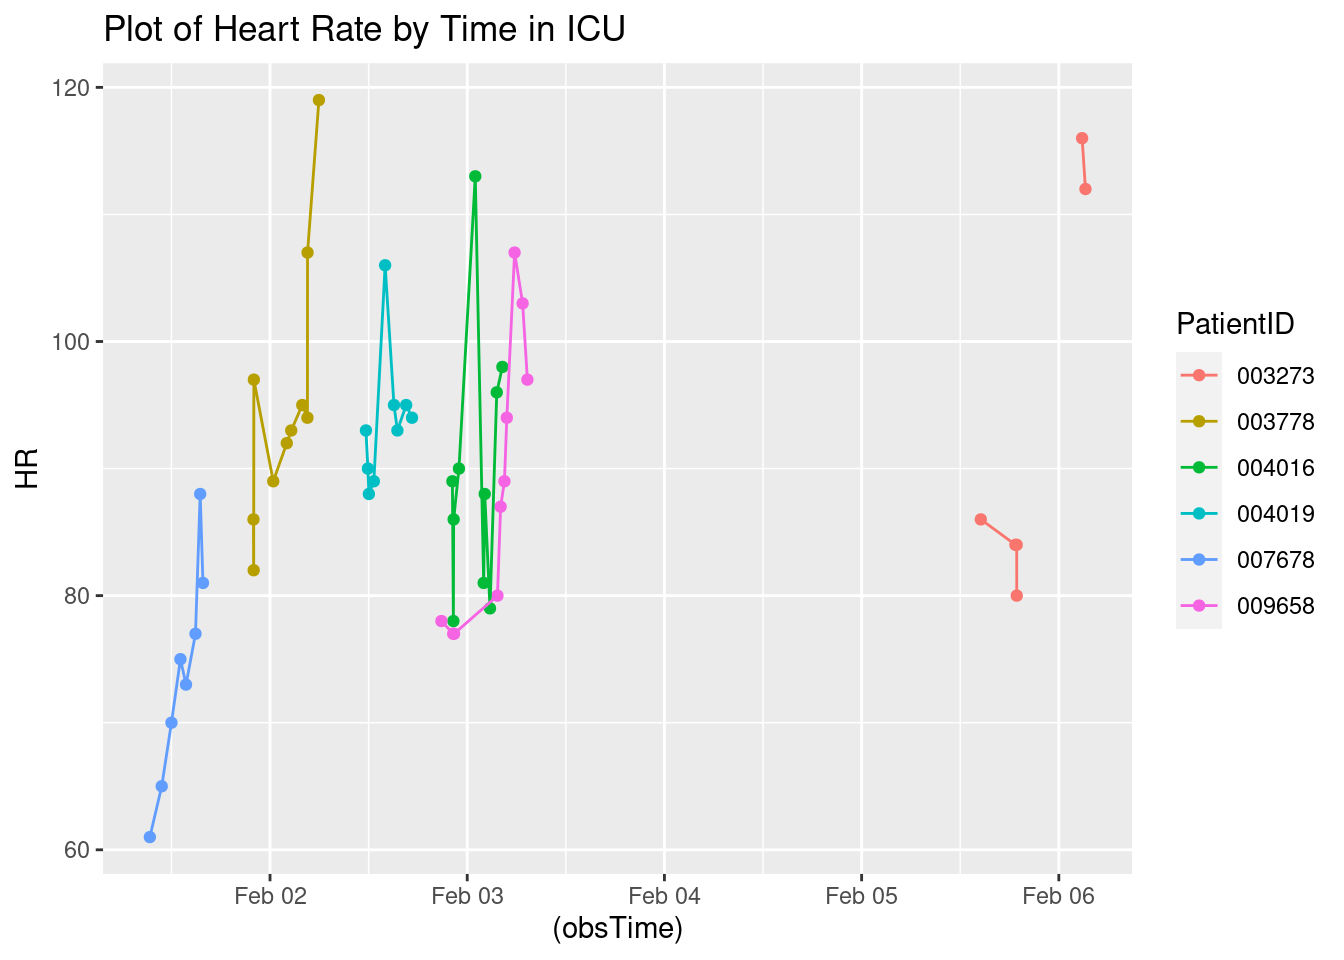 Plot of Heart Rate by Time in ICU
120
100
80
60
HR
Feb 02
Feb 03
Feb 04
Feb 05
Feb 06
(obsTime)
PatientID
003273
003778
004016
004019
007678
009658